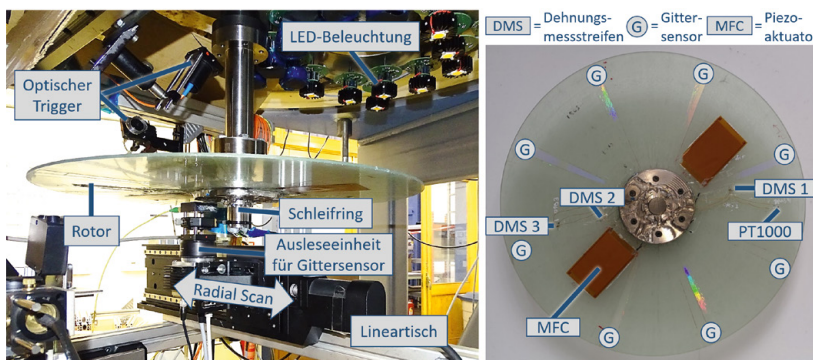 LED-Beleuchtung
Optischer
Trigger
Schleifring
Rotor
Ausleseeinheit
für Gittersensor
Radial Scan
Lineartisch
DMS = Dehnungs-
messstreifen
G = Gitter-
sensor
MFC = Piezo-
aktuato
G
G
G
G
DMS 2
DMS 1
DMS 3
PT1000
G
G
MFC
G
G